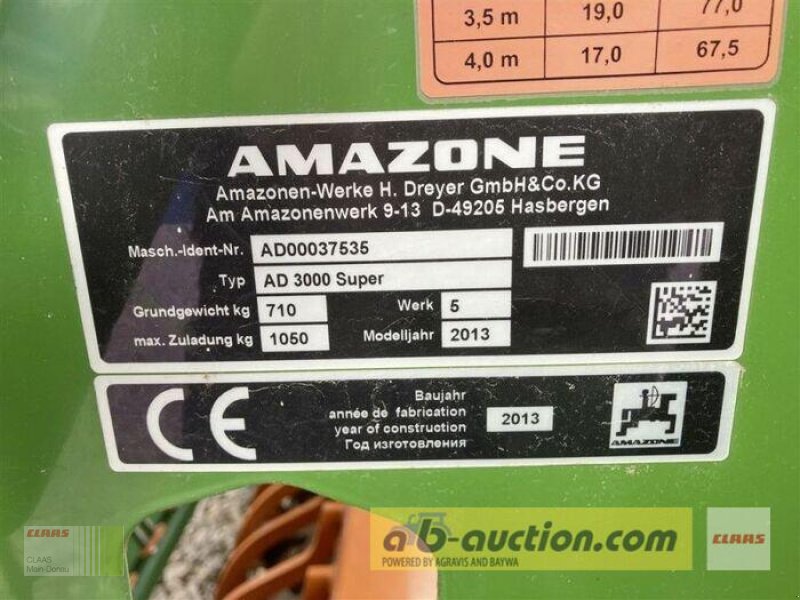 3,5 m 19,0 77,0
4,0 m 17,0 67,5
AMAZONE
Amazonen-Werke H. Dreyer GmbH&Co.KG
Am Amazonenwerk 9-13 D-49205 Hasbergen
Masch.-Ident-Nr. AD00037535
Typ AD 3000 Super
Grundgewicht kg 710 Werk 5
max. Zuladung kg 1050 Modelljahr 2013
CE
Baujahr
année de fabrication
year of construction
Год изготовления
2013
AMAZONE
CLAAS
CLAAS
Main-Donau
ab-auction.com
POWERED BY AGRAVIS AND BAYWA
CLAAS